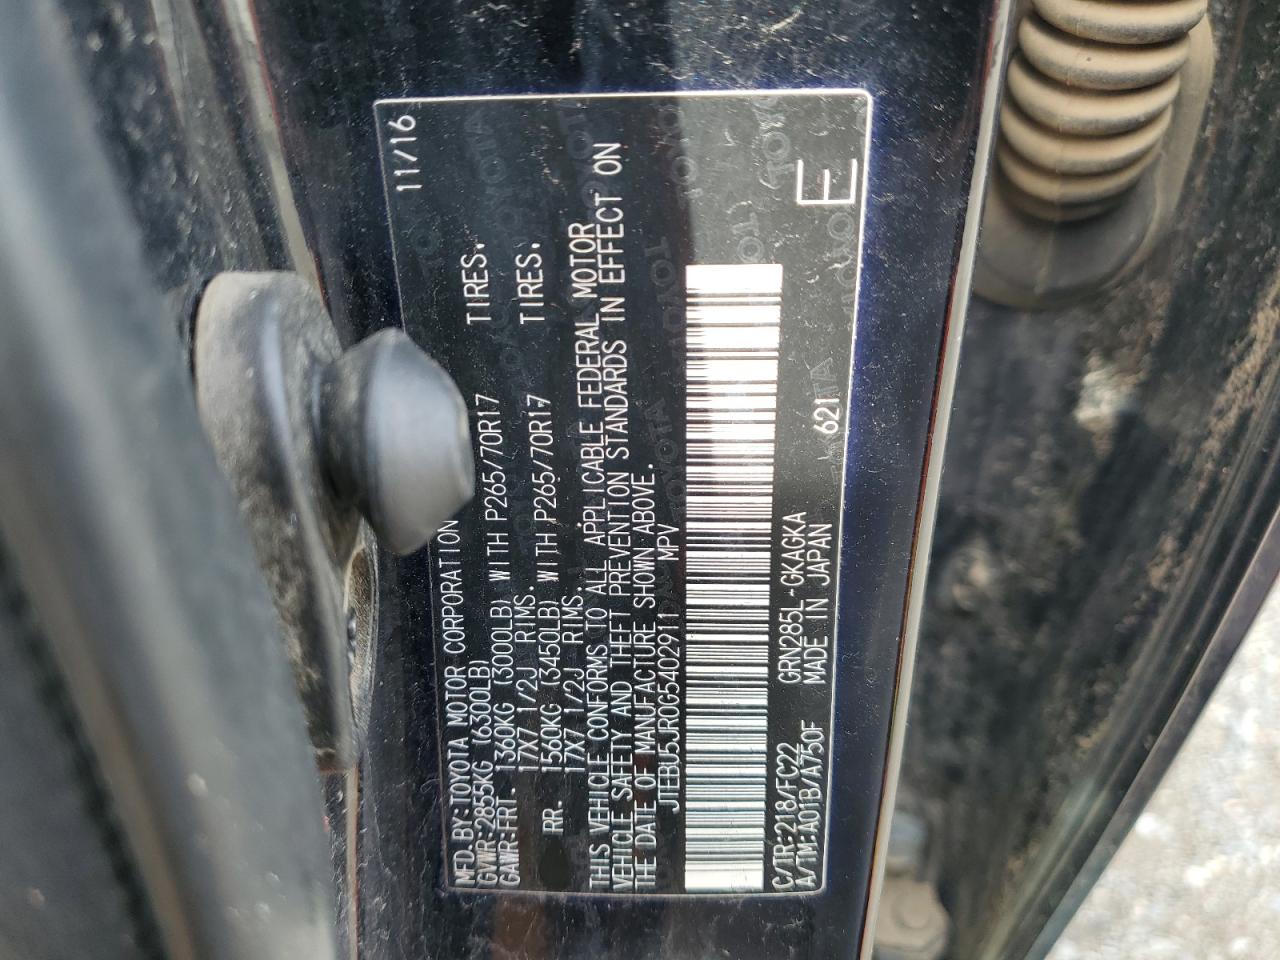 MFD. BY: TOYOTA MOTOR CORPORATION 11/16
GVWR: 2855KG (6300LB)
GAWR: FRT. 1360KG (3000LB) WITH P265/70R17 TIRES.
17X7 1/2J RIMS.
RR. 1560KG (3450LB) WITH P265/70R17 TIRES.
17X7 1/2J RIMS.
THIS VEHICLE CONFORMS TO ALL APPLICABLE FEDERAL MOTOR
VEHICLE SAFETY AND THEFT PREVENTION STANDARDS IN EFFECT ON
THE DATE OF MANUFACTURE SHOWN ABOVE.
JTEBU5JR0G5402911 MPV
C/TR: 218/FC22 GRN285L-GKAGKA E
A/TM: A01B/A750F MADE IN JAPAN 621